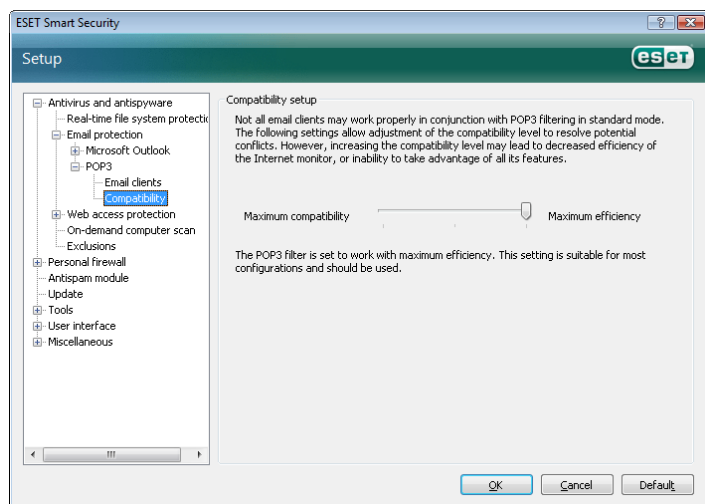 ESET Smart Security
Setup
eset
Antivirus and antispyware
Real-time file system protectic
Email protection
Microsoft Outlook
POP3
Email clients
Compatibility
Web access protection
On-demand computer scan
Exclusions
Personal firewall
Antispam module
Update
Tools
User interface
Miscellaneous
Compatibility setup
Not all email clients may work properly in conjunction with POP3 filtering in standard mode.
The following settings allow adjustment of the compatibility level to resolve potential
conflicts. However, increasing the compatibility level may lead to decreased efficiency of
the Internet monitor, or inability to take advantage of all its features.
Maximum compatibility
Maximum efficiency
The POP3 filter is set to work with maximum efficiency. This setting is suitable for most
configurations and should be used.
OK
Cancel
Default